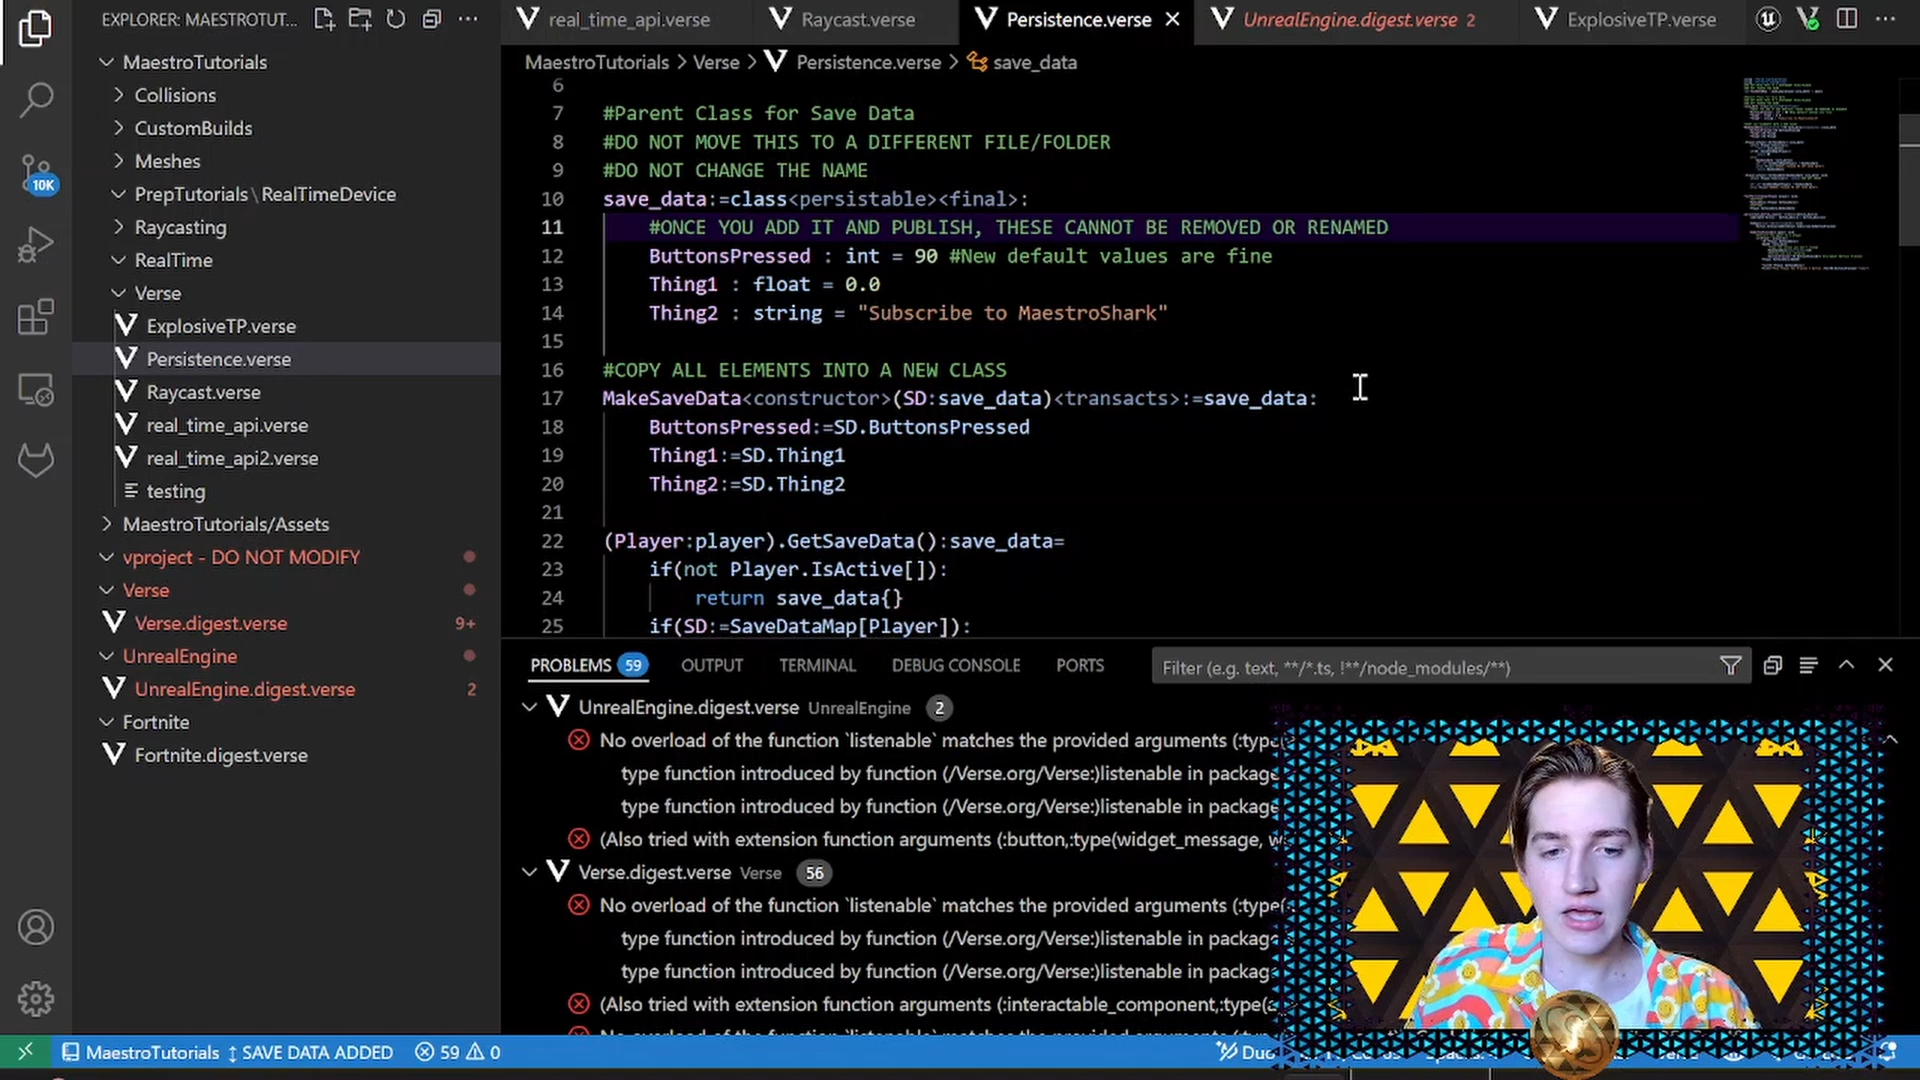 EXPLORER: MAESTROTUT...
real_time_api.verse
Raycast.verse
Persistence.verse
UnrealEngine.digest.verse 2
ExplosiveTP.verse
MaestroTutorials > Verse > Persistence.verse > save_data
MaestroTutorials
Collisions
CustomBuilds
Meshes
PrepTutorials \ RealTimeDevice
Raycasting
RealTime
Verse
ExplosiveTP.verse
Persistence.verse
Raycast.verse
real_time_api.verse
real_time_api2.verse
testing
MaestroTutorials/Assets
vproject - DO NOT MODIFY
Verse
Verse.digest.verse 9+
UnrealEngine
UnrealEngine.digest.verse 2
Fortnite
Fortnite.digest.verse
10K
6
7 #Parent Class for Save Data
8 #DO NOT MOVE THIS TO A DIFFERENT FILE/FOLDER
9 #DO NOT CHANGE THE NAME
10 save_data:=class<persistable><final>:
11 #ONCE YOU ADD IT AND PUBLISH, THESE CANNOT BE REMOVED OR RENAMED
12 ButtonsPressed : int = 90 #New default values are fine
13 Thing1 : float = 0.0
14 Thing2 : string = "Subscribe to MaestroShark"
15
16 #COPY ALL ELEMENTS INTO A NEW CLASS
17 MakeSaveData<constructor>(SD:save_data)<transacts>:=save_data:
18 ButtonsPressed:=SD.ButtonsPressed
19 Thing1:=SD.Thing1
20 Thing2:=SD.Thing2
21
22 (Player:player).GetSaveData():save_data=
23 if(not Player.IsActive[]):
24 return save_data{}
25 if(SD:=SaveDataMap[Player]):
PROBLEMS 59 OUTPUT TERMINAL DEBUG CONSOLE PORTS
Filter (e.g. text, **/*.ts, !**/node_modules/**)
UnrealEngine.digest.verse UnrealEngine 2
No overload of the function `listenable` matches the provided arguments (:type(
type function introduced by function (/Verse.org/Verse:)listenable in package
type function introduced by function (/Verse.org/Verse:)listenable in package
(Also tried with extension function arguments (:button,:type(widget_message, w
Verse.digest.verse Verse 56
No overload of the function `listenable` matches the provided arguments (:type(
type function introduced by function (/Verse.org/Verse:)listenable in package
type function introduced by function (/Verse.org/Verse:)listenable in package
(Also tried with extension function arguments (:interactable_component,:type(
MaestroTutorials SAVE DATA ADDED 59 0
Duo